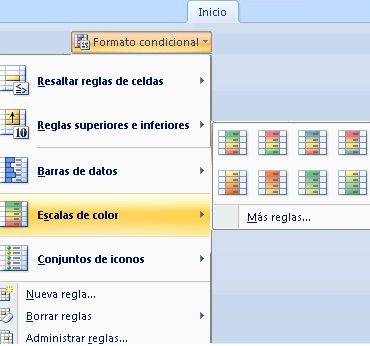 Inicio
Formato condicional
Resaltar reglas de celdas
Reglas superiores e inferiores
10
Barras de datos
Escalas de color
Más reglas...
Conjuntos de iconos
Nueva regla...
Borrar reglas
Administrar reglas...